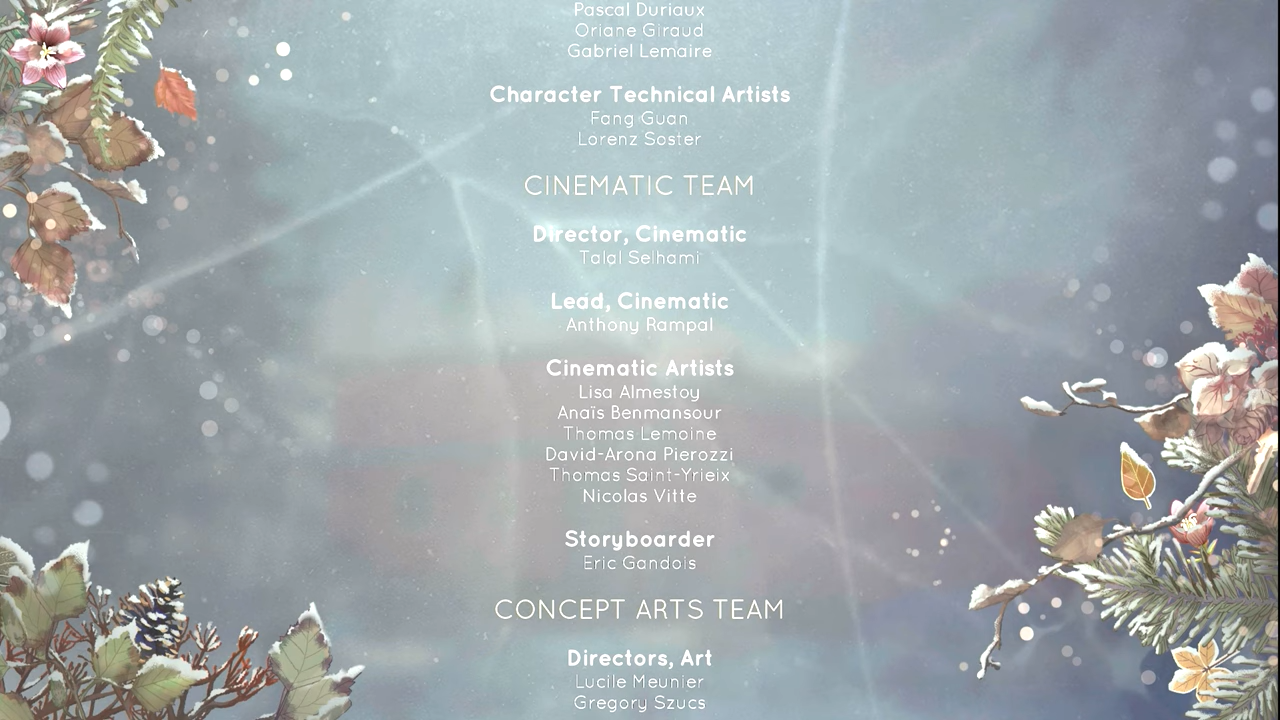 Pascal Duriaux
Oriane Giraud
Gabriel Lemaire
Character Technical Artists
Fang Guan
Lorenz Soster
CINEMATIC TEAM
Director, Cinematic
Talal Selhami
Lead, Cinematic
Anthony Rampal
Cinematic Artists
Lisa Almestoy
Anaïs Benmansour
Thomas Lemoine
David-Arona Pierozzi
Thomas Saint-Yrieix
Nicolas Vitte
Storyboarder
Eric Gandois
CONCEPT ARTS TEAM
Directors, Art
Lucile Meunier
Gregory Szucs